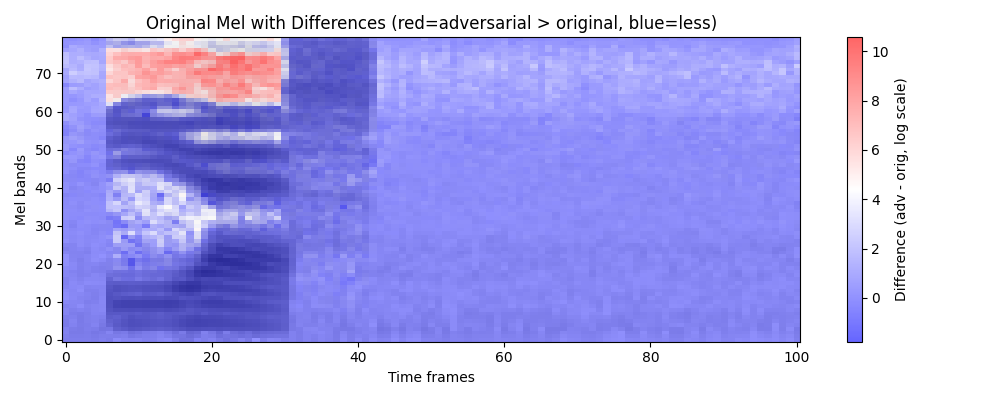 Original Mel with Differences (red=adversarial > original, blue=less)
Mel bands
70
60
50
40
30
20
10
0
0 20 40 60 80 100
Time frames
10
8
6
4
2
0
Difference (adv - orig, log scale)